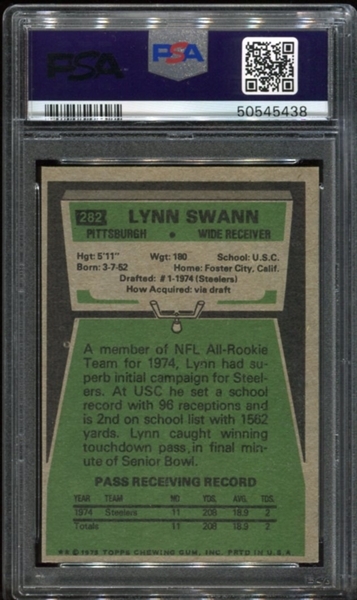 PSA
PSA
50545438
282 LYNN SWANN
PITTSBURGH • WIDE RECEIVER
Hgt: 5'11" Wgt: 180 School: U.S.C.
Born: 3-7-52 Home: Foster City, Calif.
Drafted: #1-1974 (Steelers)
How Acquired: via draft
A member of NFL All-Rookie
Team for 1974, Lynn had su-
perb initial campaign for Steel-
ers. At USC he set a school
record with 96 receptions and
is 2nd on school list with 1562
yards. Lynn caught winning
touchdown pass, in final min-
ute of Senior Bowl.
PASS RECEIVING RECORD
YEAR TEAM NO YDS. AVG. TDS.
1974 Steelers 11 208 18.9 2
Totals 11 208 18.9 2
© 1975 TOPPS CHEWING GUM, INC. PRTD IN U.S.A.